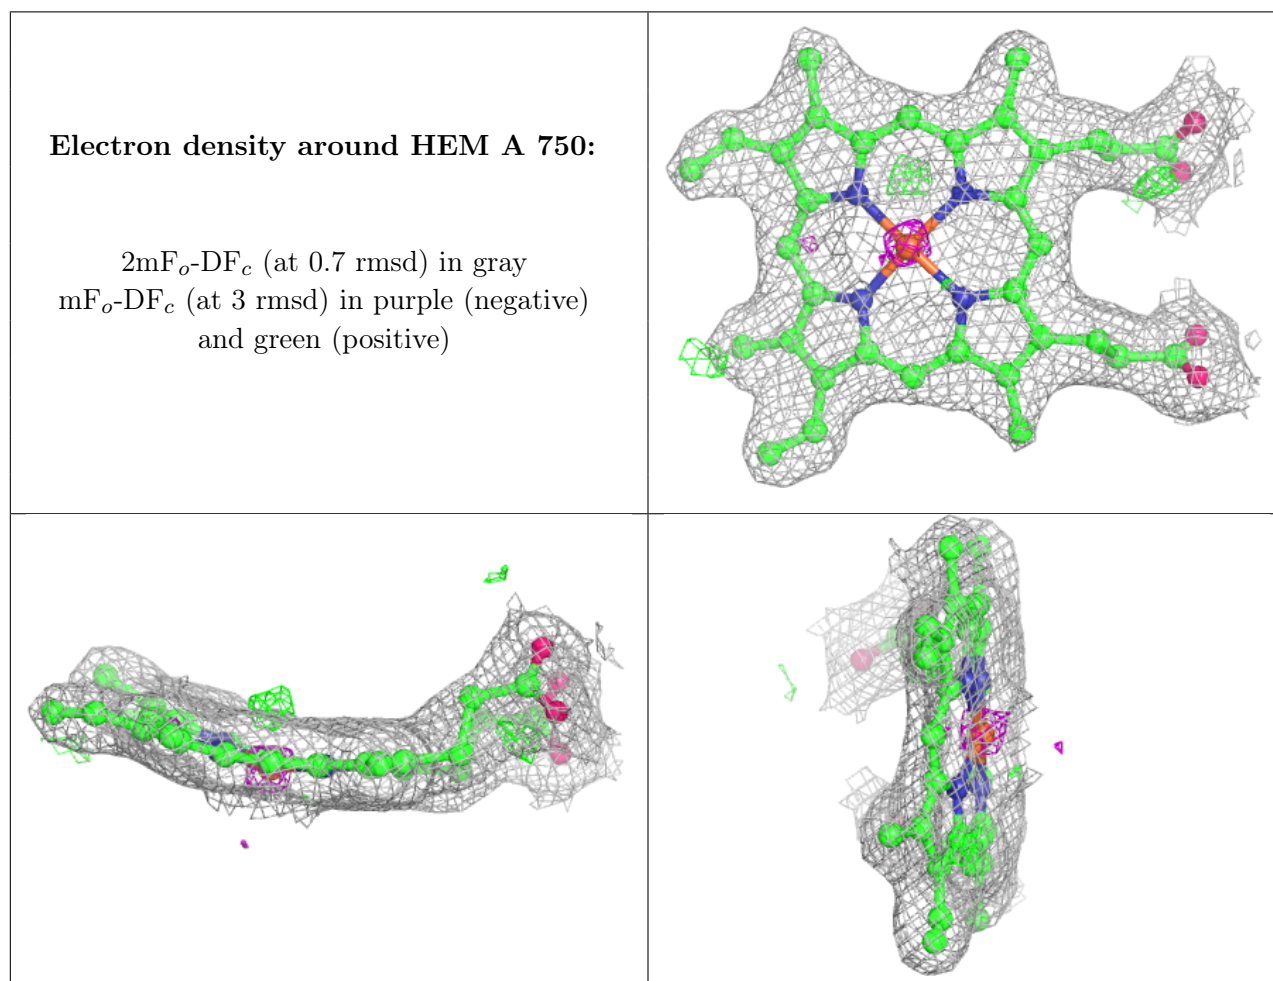 Electron density around HEM A 750:
2mFₒ-DF𝒸 (at 0.7 rmsd) in gray
mFₒ-DF𝒸 (at 3 rmsd) in purple (negative)
and green (positive)